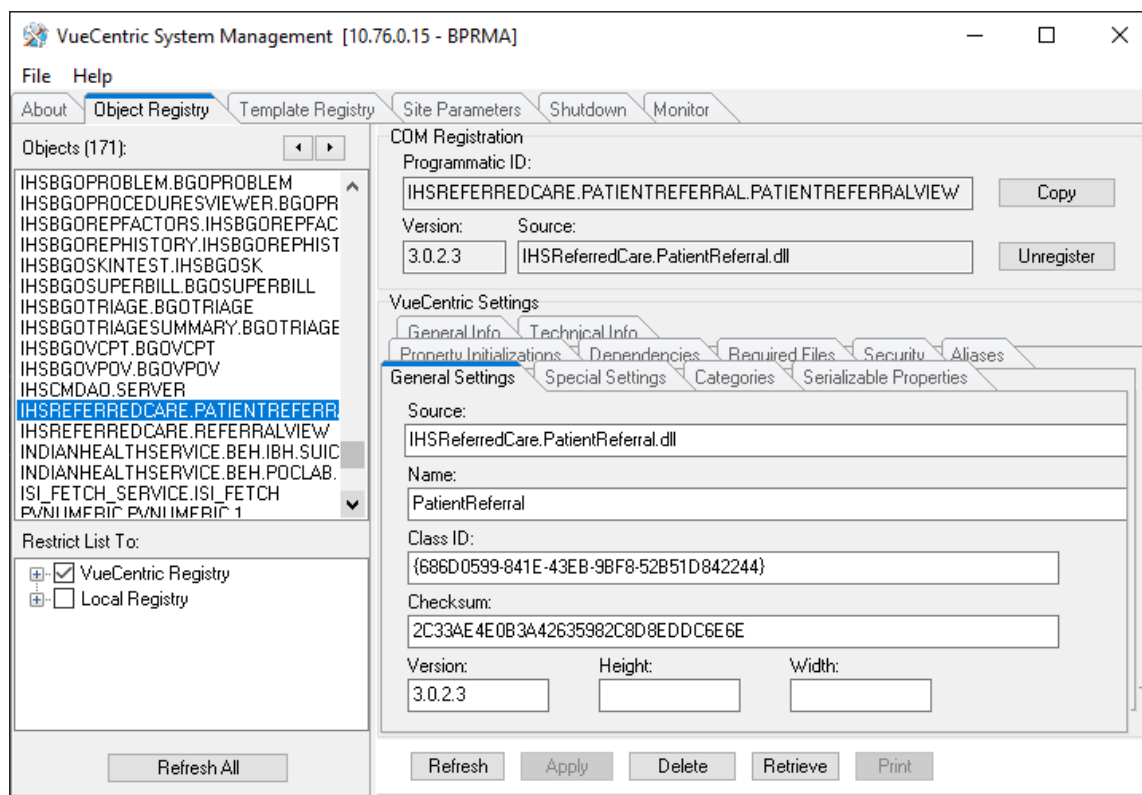 VueCentric System Management [10.76.0.15 - BPRMA]
File Help
About Object Registry Template Registry Site Parameters Shutdown Monitor
Objects (171):
IHSBGOPROBLEM.BGOPROBLEM
IHSBGOPROCEDURESVIEWER.BGOPR
IHSBGOREPFACTORS.IHSBGOREPFAC
IHSBGOREPHISTORY.IHSBGOREPHIST
IHSBGOSKINTEST.IHSBGOSK
IHSBGOSUPERBILL.BGOSUPERBILL
IHSBGOTRIAGE.BGOTRIAGE
IHSBGOTRIAGESUMMARY.BGOTRIAGE
IHSBGOVCPT.BGOVCPT
IHSBGOVPOV.BGOVPOV
IHSCMDAO.SERVER
IHSREFERREDCARE.PATIENTREFERR
IHSREFERREDCARE.REFERRALVIEW
INDIANHEALTHSERVICE.BEH.IBH.SUIC
INDIANHEALTHSERVICE.BEH.POCLAB.
ISI_FETCH_SERVICE.ISI_FETCH
PVNUMERIC.PVNUMERIC.1
Restrict List To:
VueCentric Registry
Local Registry
Refresh All
COM Registration
Programmatic ID:
IHSREFERREDCARE.PATIENTREFERRAL.PATIENTREFERRALVIEW
Copy
Version: Source:
3.0.2.3 IHSReferredCare.PatientReferral.dll
Unregister
VueCentric Settings
General Info Technical Info
Property Initializations Dependencies Required Files Security Aliases
General Settings Special Settings Categories Serializable Properties
Source:
IHSReferredCare.PatientReferral.dll
Name:
PatientReferral
Class ID:
{686D0599-841E-43EB-9BF8-52B51D842244}
Checksum:
2C33AE4E0B3A42635982C8D8EDDC6E6E
Version: Height: Width:
3.0.2.3
Refresh Apply Delete Retrieve Print